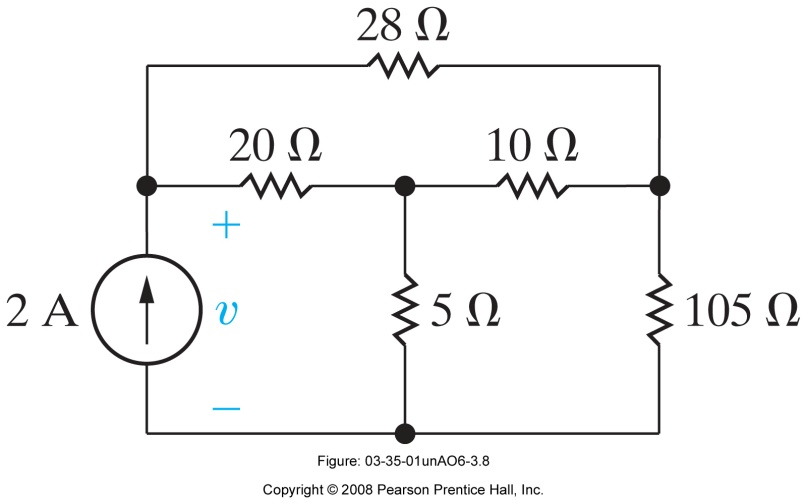 28 Ω
20 Ω
10 Ω
+
2 A
v
5 Ω
105 Ω
−
Figure: 03-35-01unAO6-3.8
Copyright © 2008 Pearson Prentice Hall, Inc.